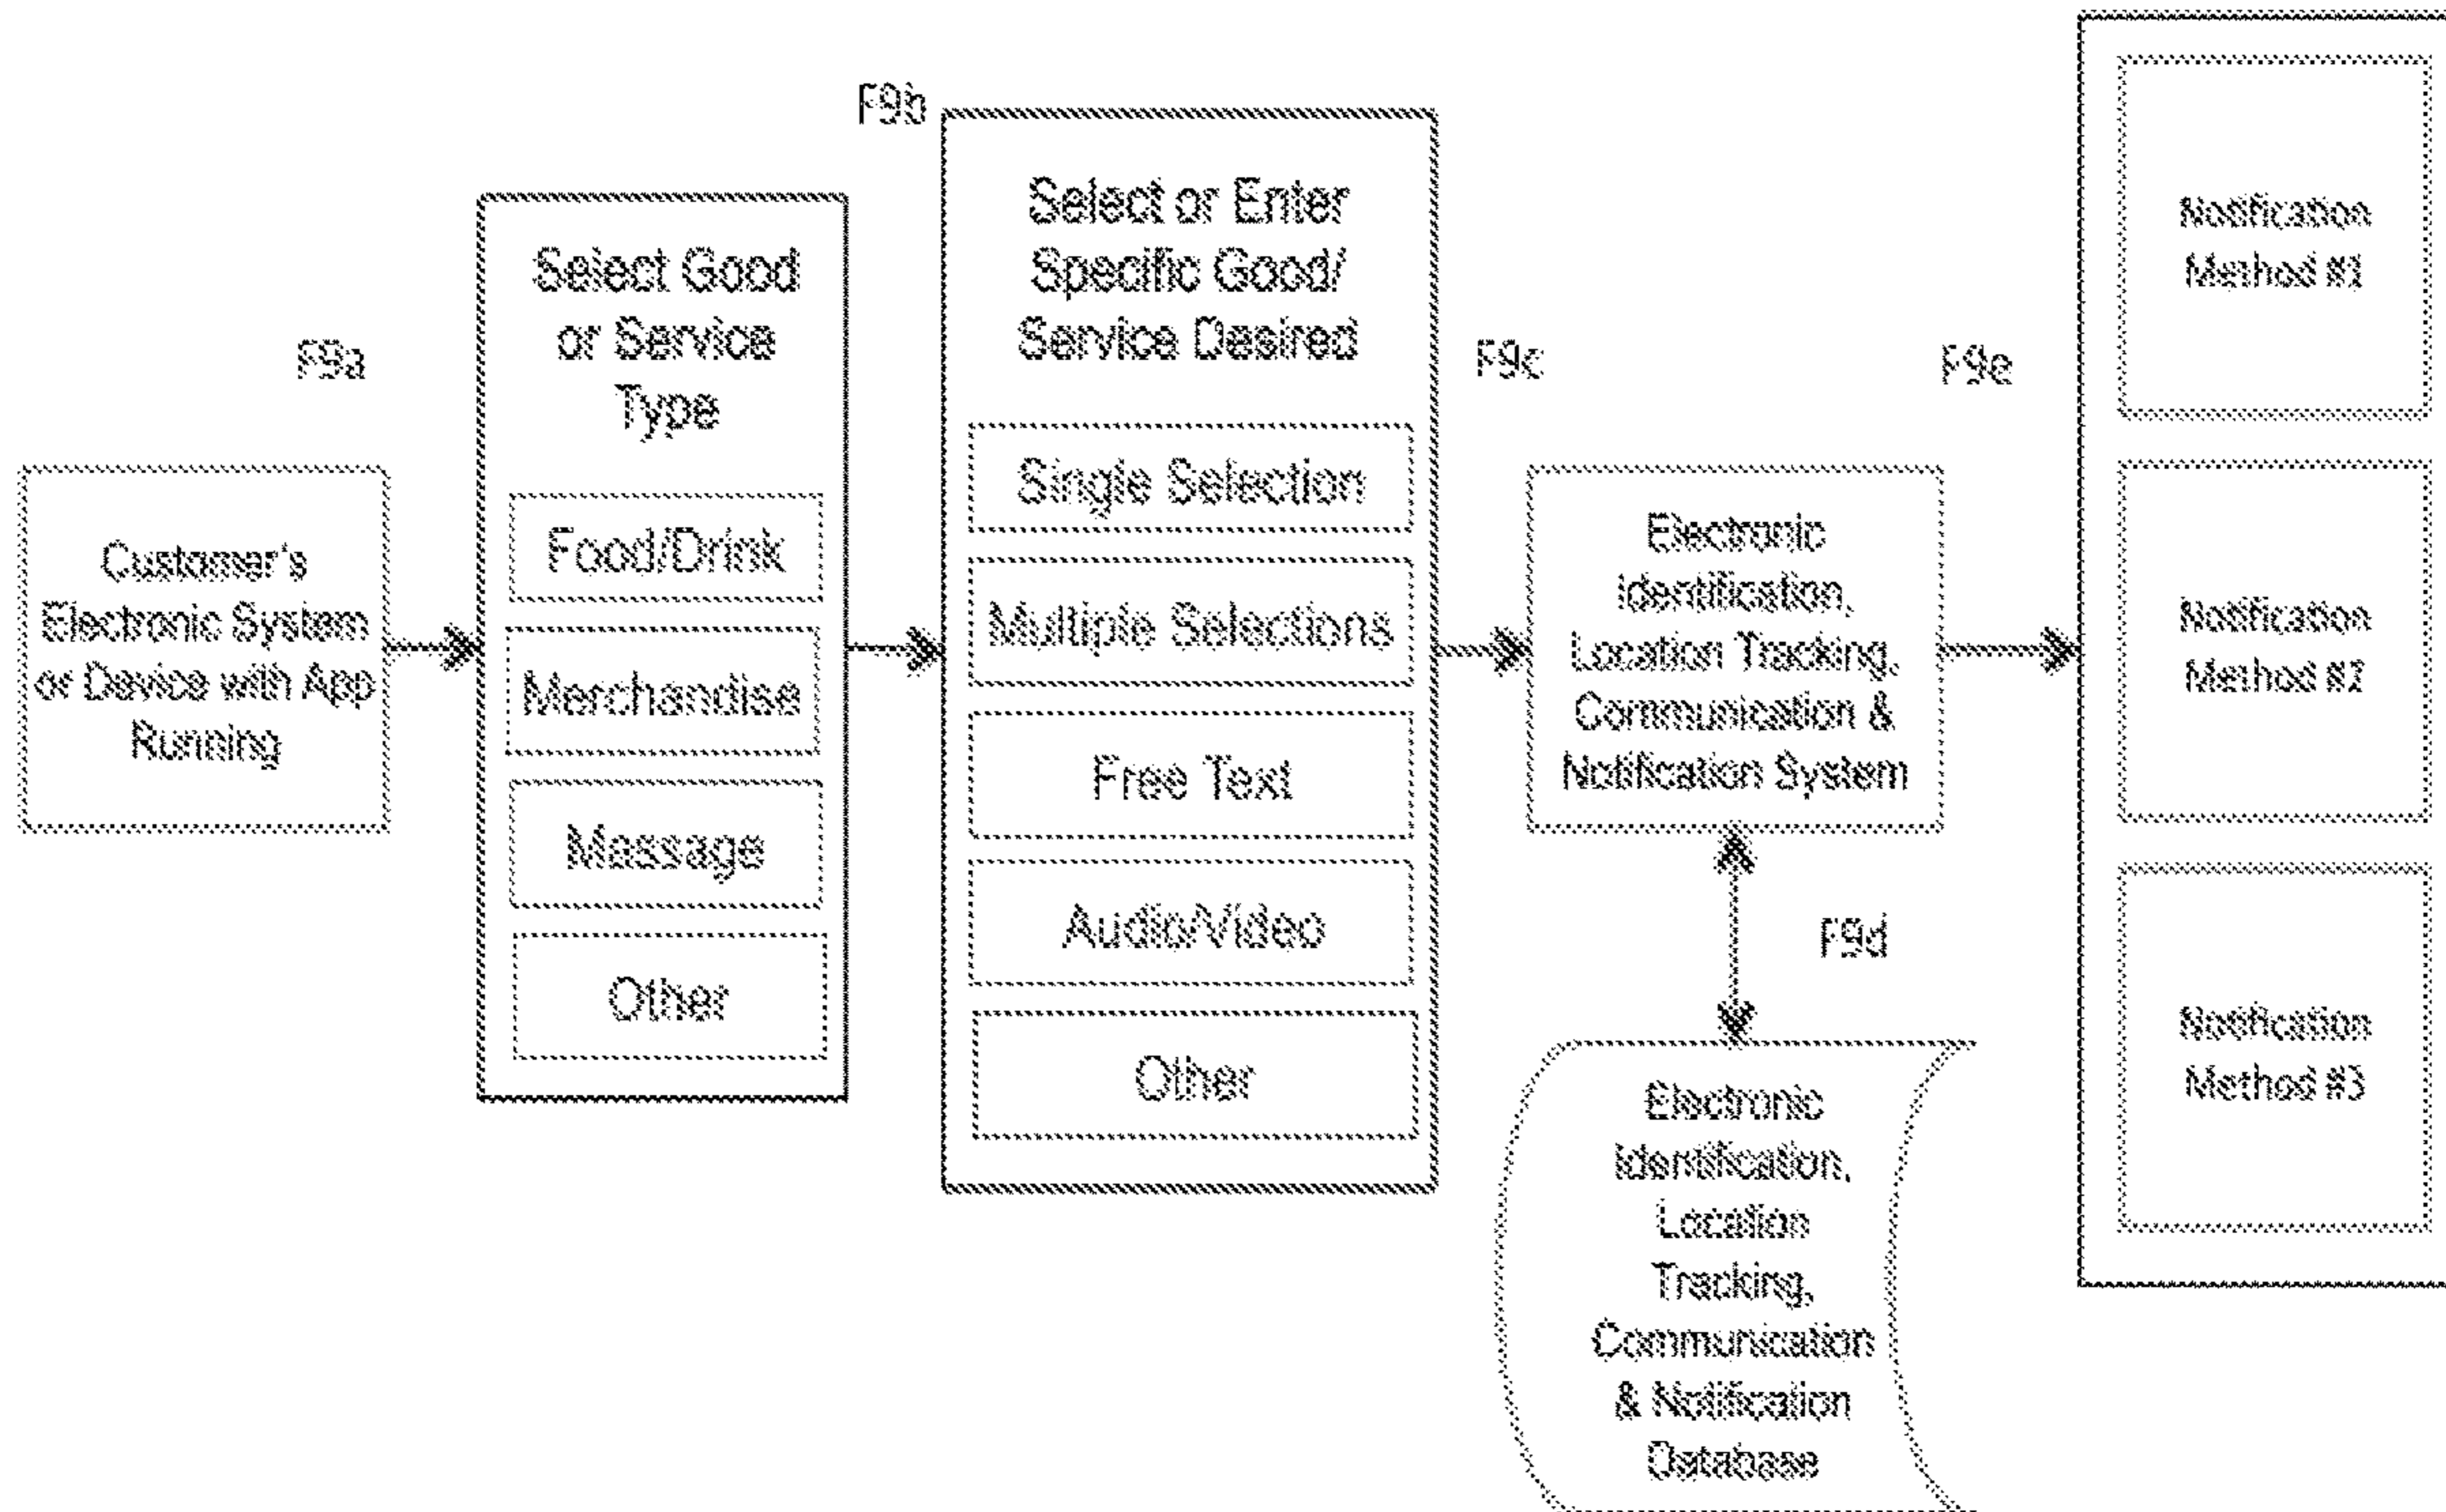 F9a
Customer's
Electronic System
or Device with App
Running
Select Good
or Service
Type
Food/Drink
Merchandise
Massage
Other
F9b
Select or Enter
Specific Good/
Service Desired
Single Selection
Multiple Selections
Free Text
Audio/Video
Other
F9c
Electronic
Identification,
Location Tracking,
Communication &
Notification System
F9d
Electronic
Identification,
Location
Tracking,
Communication
& Notification
Database
F9e
Notification
Method #1
Notification
Method #2
Notification
Method #3